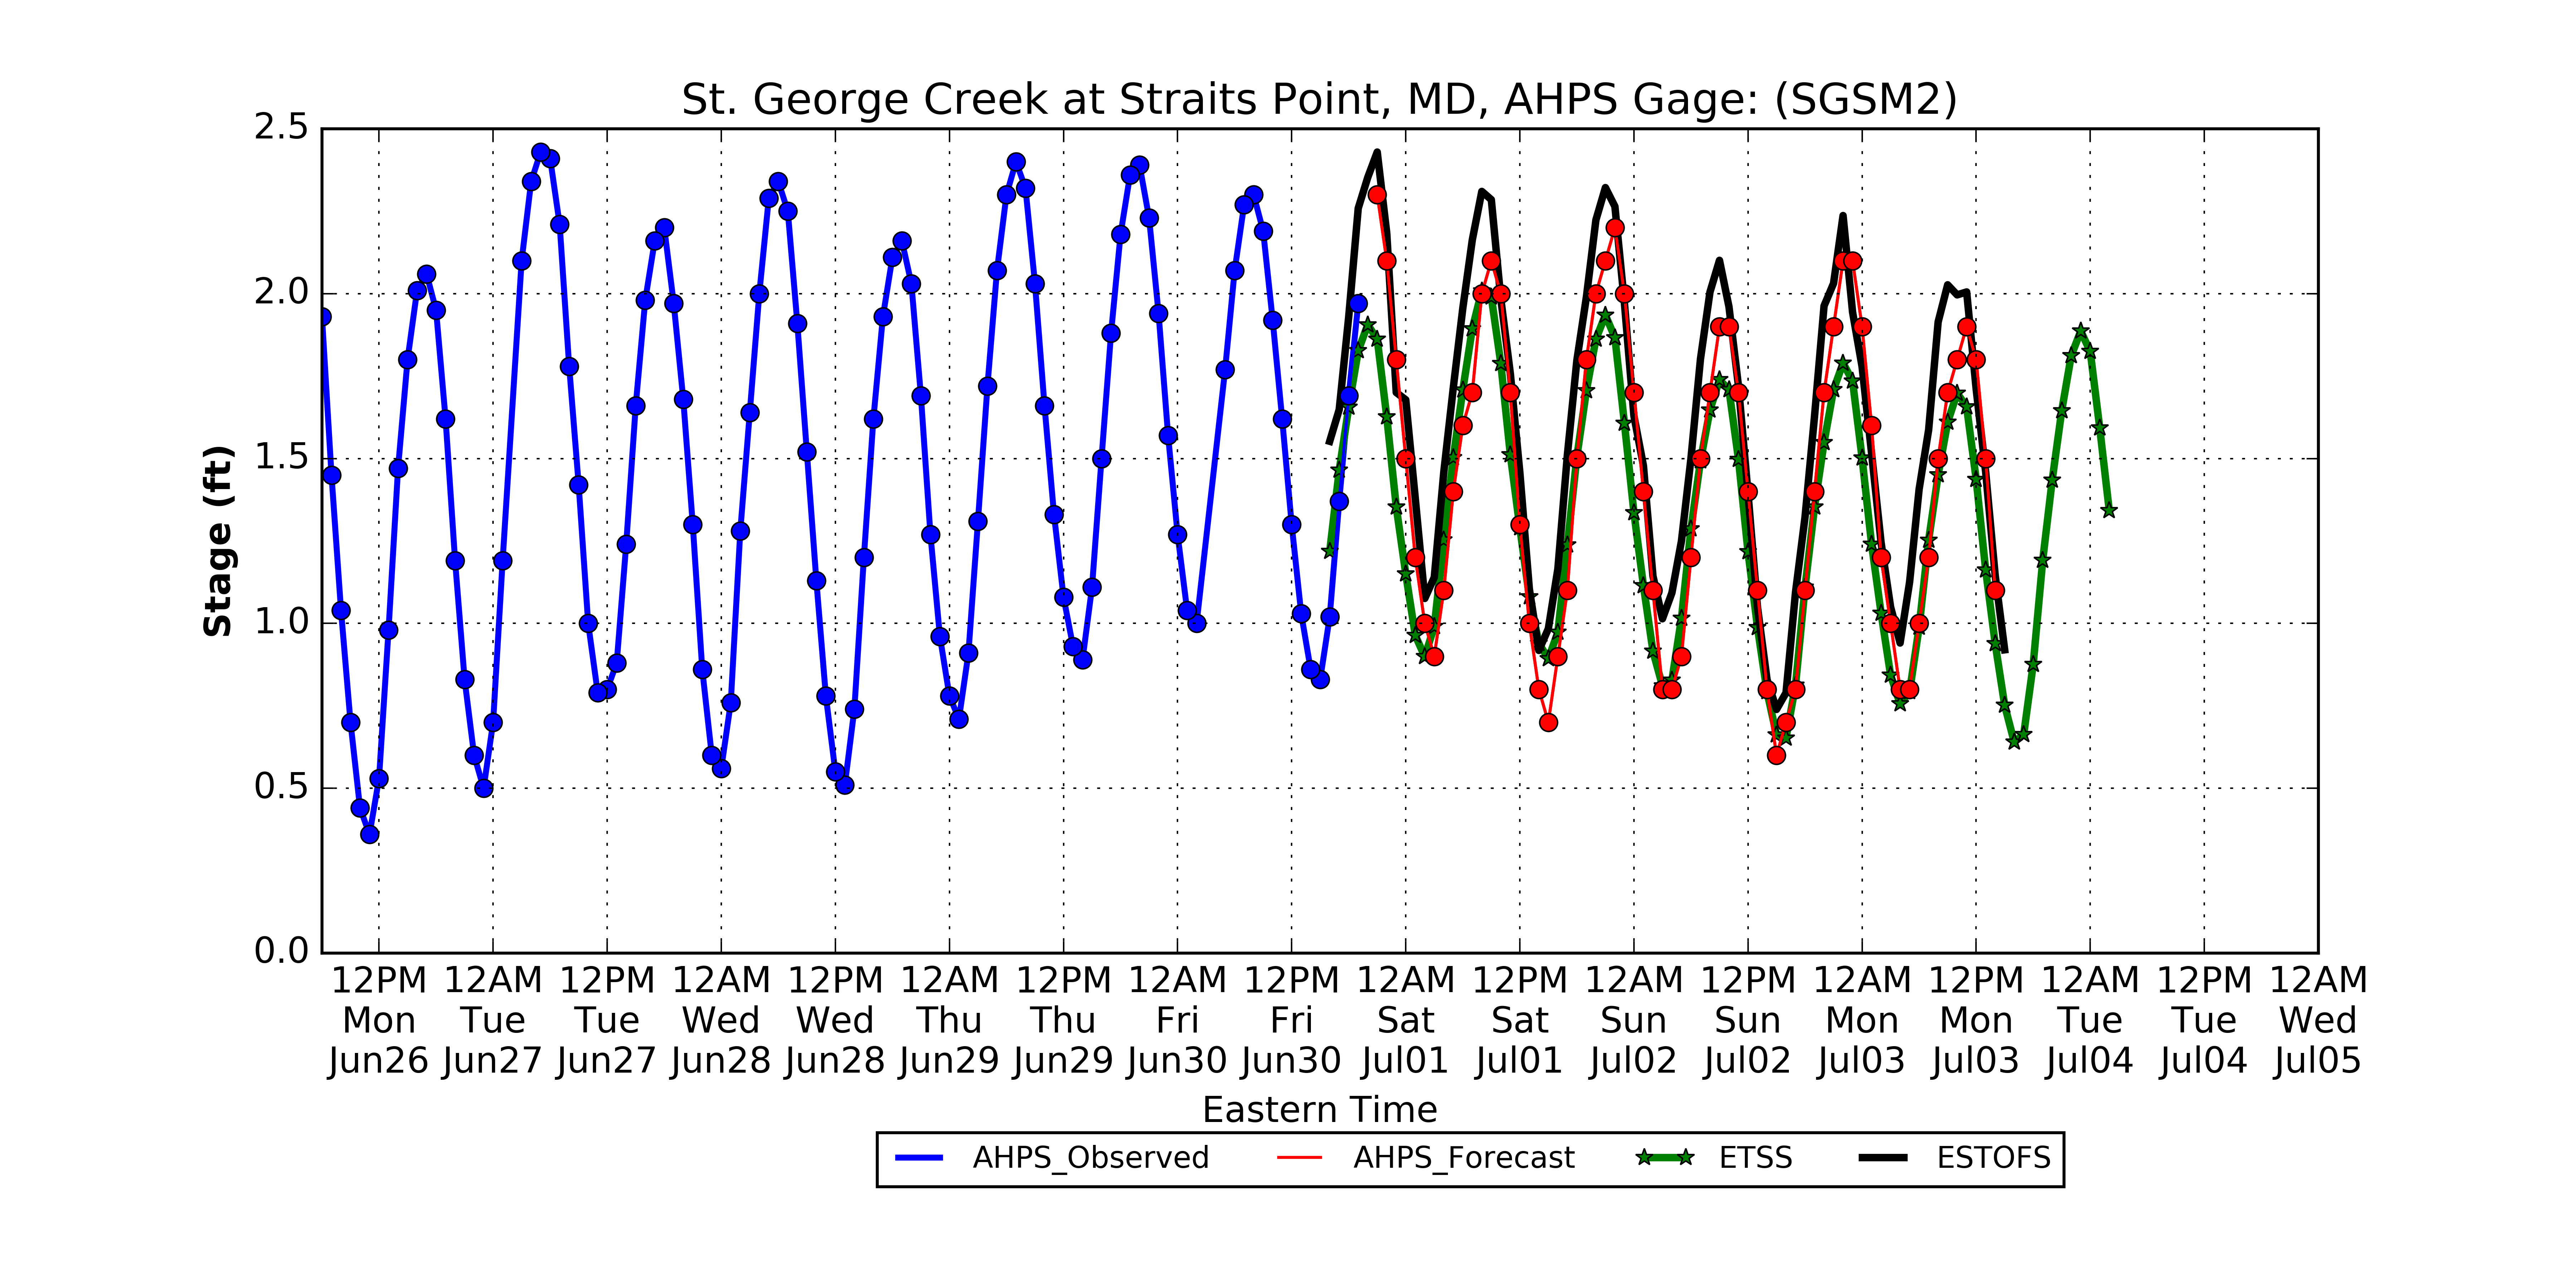 St. George Creek at Straits Point, MD, AHPS Gage: (SGSM2)
2.5
2.0
1.5
1.0
0.5
0.0
Stage (ft)
12PM 12AM 12PM 12AM 12PM 12AM 12PM 12AM 12PM 12AM 12PM 12AM 12PM 12AM 12PM 12AM 12PM 12AM
Mon Tue Tue Wed Wed Thu Thu Fri Fri Sat Sat Sun Sun Mon Mon Tue Tue Wed
Jun26 Jun27 Jun27 Jun28 Jun28 Jun29 Jun29 Jun30 Jun30 Jul01 Jul01 Jul02 Jul02 Jul03 Jul03 Jul04 Jul04 Jul05
Eastern Time
AHPS_Observed AHPS_Forecast ETSS ESTOFS